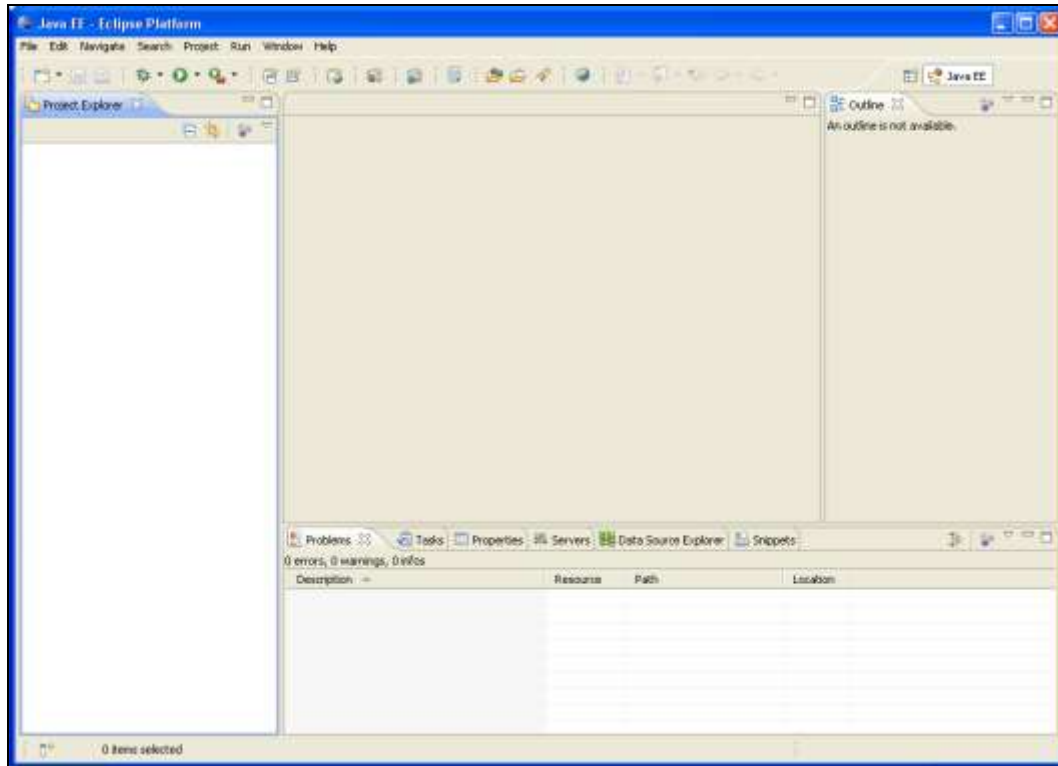 Java EE - Eclipse Platform
File Edit Navigate Search Project Run Window Help
Java EE
Project Explorer
Outline
An outline is not available.
Problems Tasks Properties Servers Data Source Explorer Snippets
0 errors, 0 warnings, 0 infos
Description Resource Path Location
0 items selected